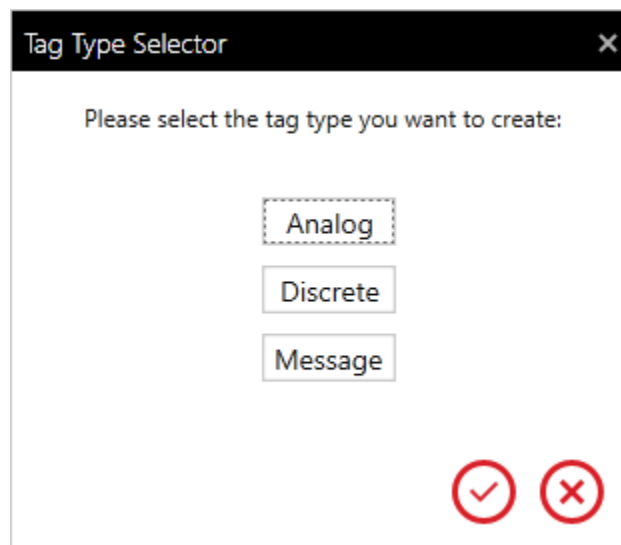 Tag Type Selector
Please select the tag type you want to create:
Analog
Discrete
Message